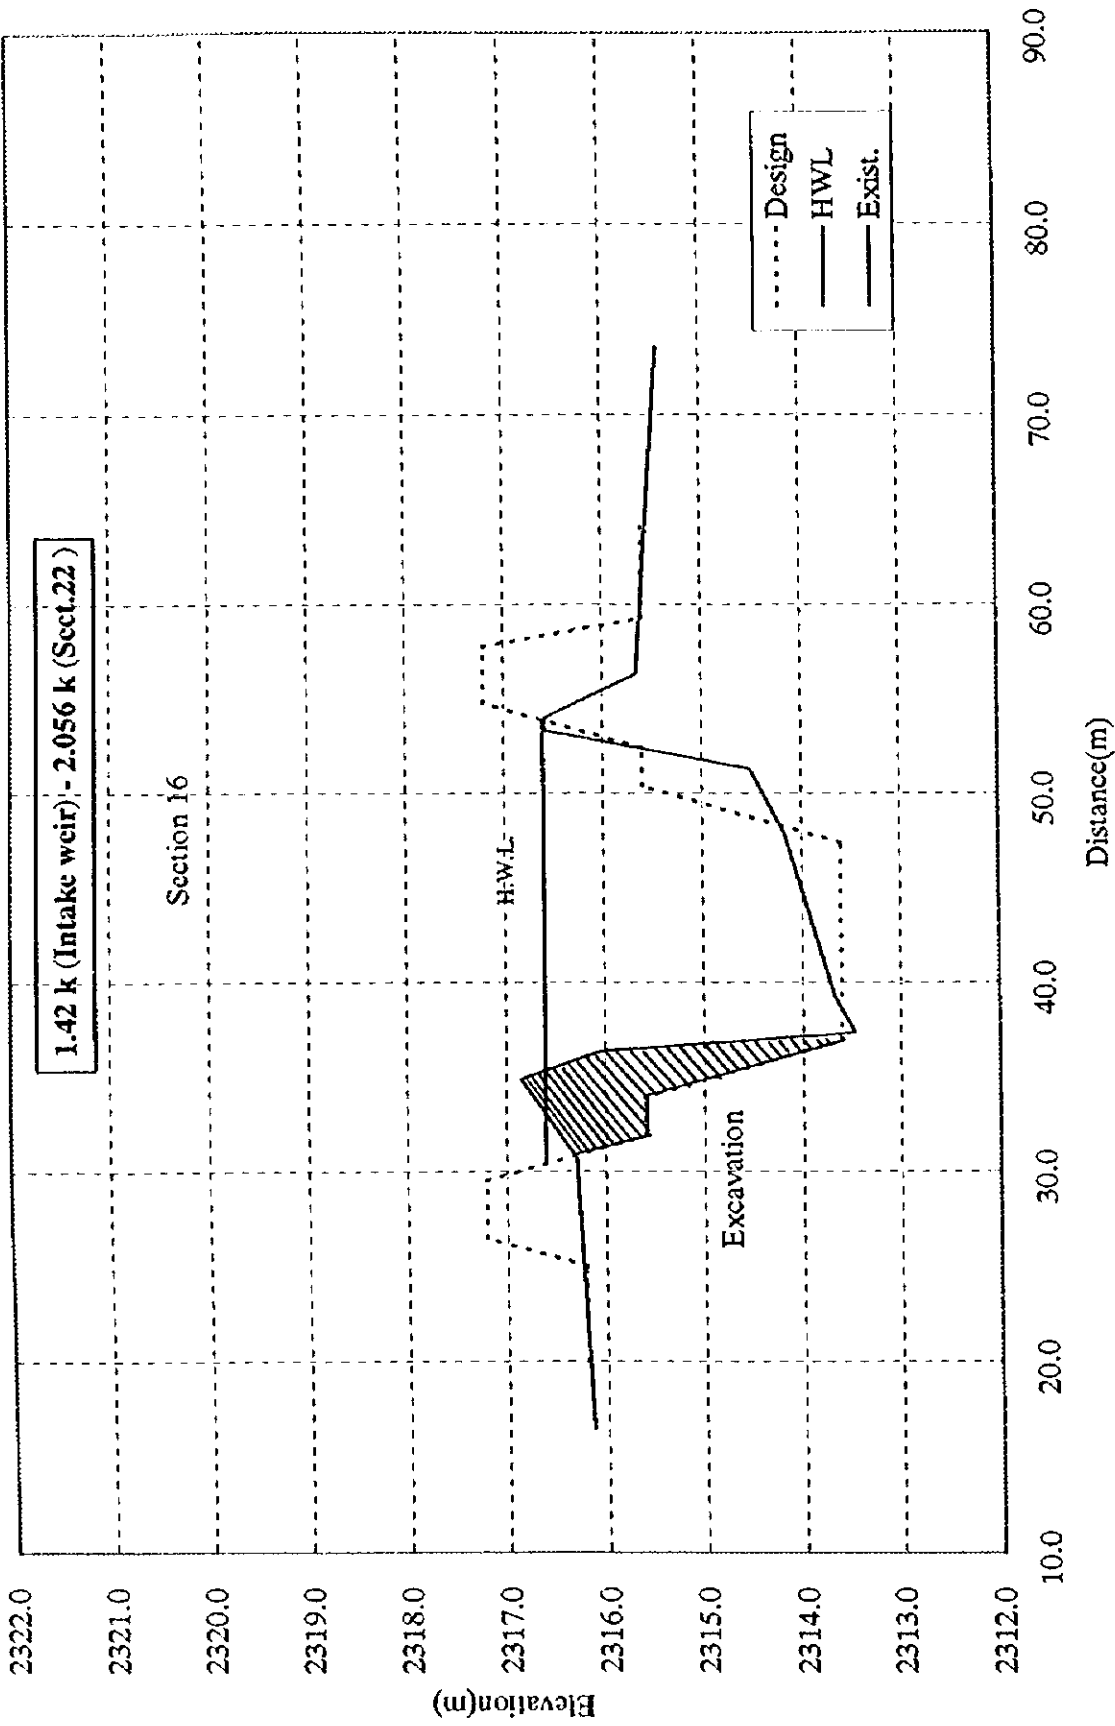 1.42 k (Intake weir) - 2.056 k (Sect.22 )
Section 16
2322.0
2321.0
2320.0
2319.0
2318.0
2317.0
2316.0
2315.0
2314.0
2313.0
2312.0
Elevation(m)
H.W.L.
Excavation
Design
HWL
Exist.
10.0
20.0
30.0
40.0
50.0
60.0
70.0
80.0
90.0
Distance(m)